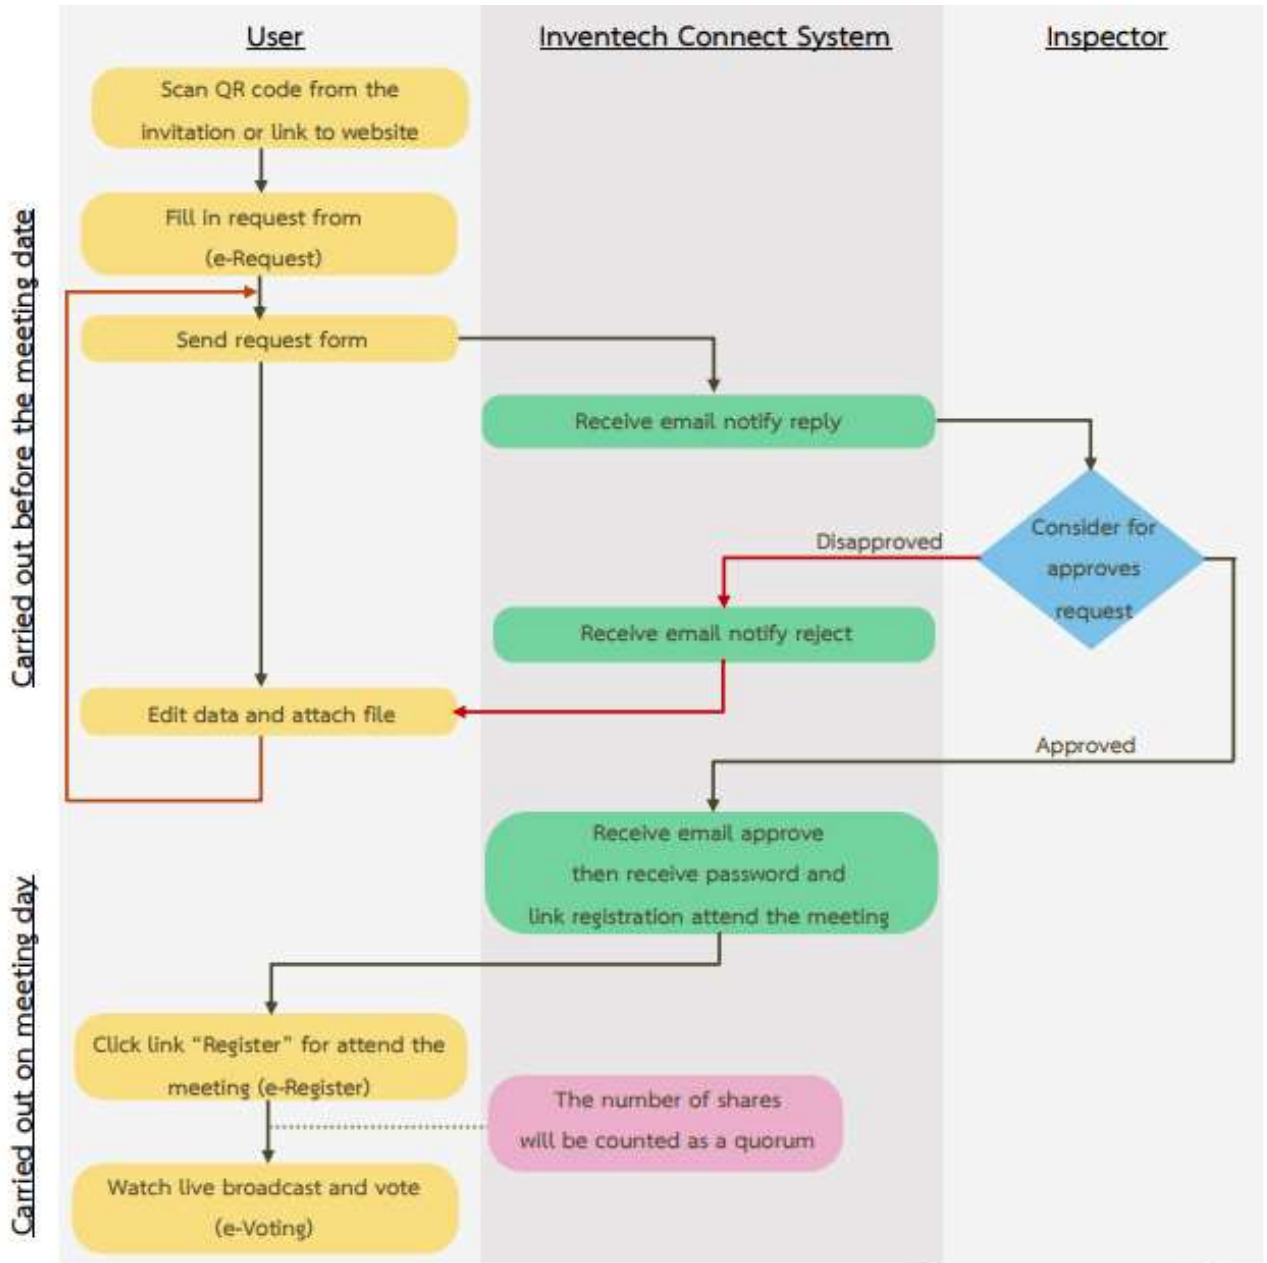 User
Inventech Connect System
Inspector
Carried out before the meeting date
Scan QR code from the
invitation or link to website
Fill in request from
(e-Request)
Send request form
Receive email notify reply
Consider for
approves
request
Disapproved
Receive email notify reject
Edit data and attach file
Approved
Carried out on meeting day
Receive email approve
then receive password and
link registration attend the meeting
Click link “Register” for attend the
meeting (e-Register)
The number of shares
will be counted as a quorum
Watch live broadcast and vote
(e-Voting)